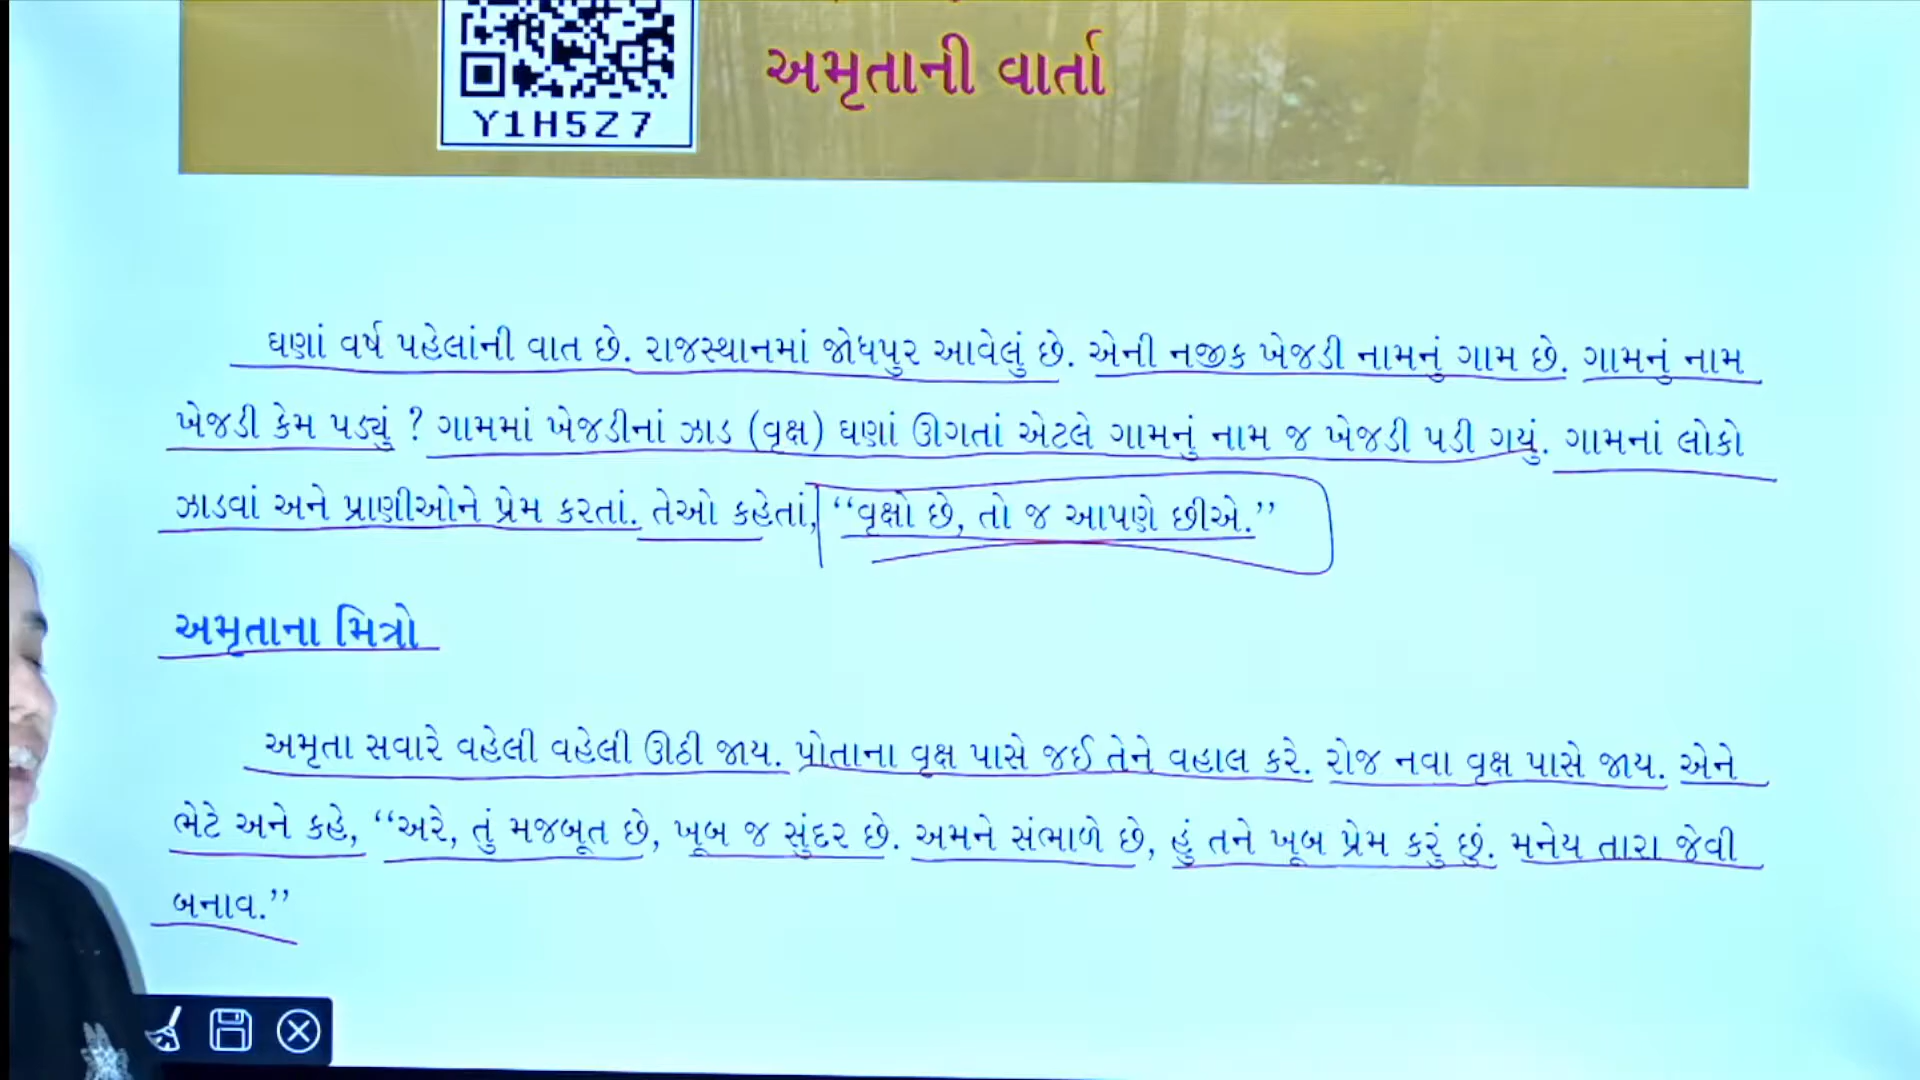 Y1H5Z7
અમૃતાની વાર્તા
ઘણાં વર્ષ પહેલાંની વાત છે. રાજસ્થાનમાં જોધપુર આવેલું છે. એની નજીક ખેજડી નામનું ગામ છે. ગામનું નામ
ખેજડી કેમ પડ્યું ? ગામમાં ખેજડીનાં ઝાડ (વૃક્ષ) ઘણાં ઊગતાં એટલે ગામનું નામ જ ખેજડી પડી ગયું. ગામનાં લોકો
ઝાડવાં અને પ્રાણીઓને પ્રેમ કરતાં. તેઓ કહેતાં, “વૃક્ષો છે, તો જ આપણે છીએ.”
અમૃતાના મિત્રો
અમૃતા સવારે વહેલી વહેલી ઊઠી જાય. પોતાના વૃક્ષ પાસે જઈ તેને વહાલ કરે. રોજ નવા વૃક્ષ પાસે જાય. એને
ભેટે અને કહે, “અરે, તું મજબૂત છે, ખૂબ જ સુંદર છે. અમને સંભાળે છે, હું તને ખૂબ પ્રેમ કરું છું. મનેય તારા જેવી
બનાવ.”